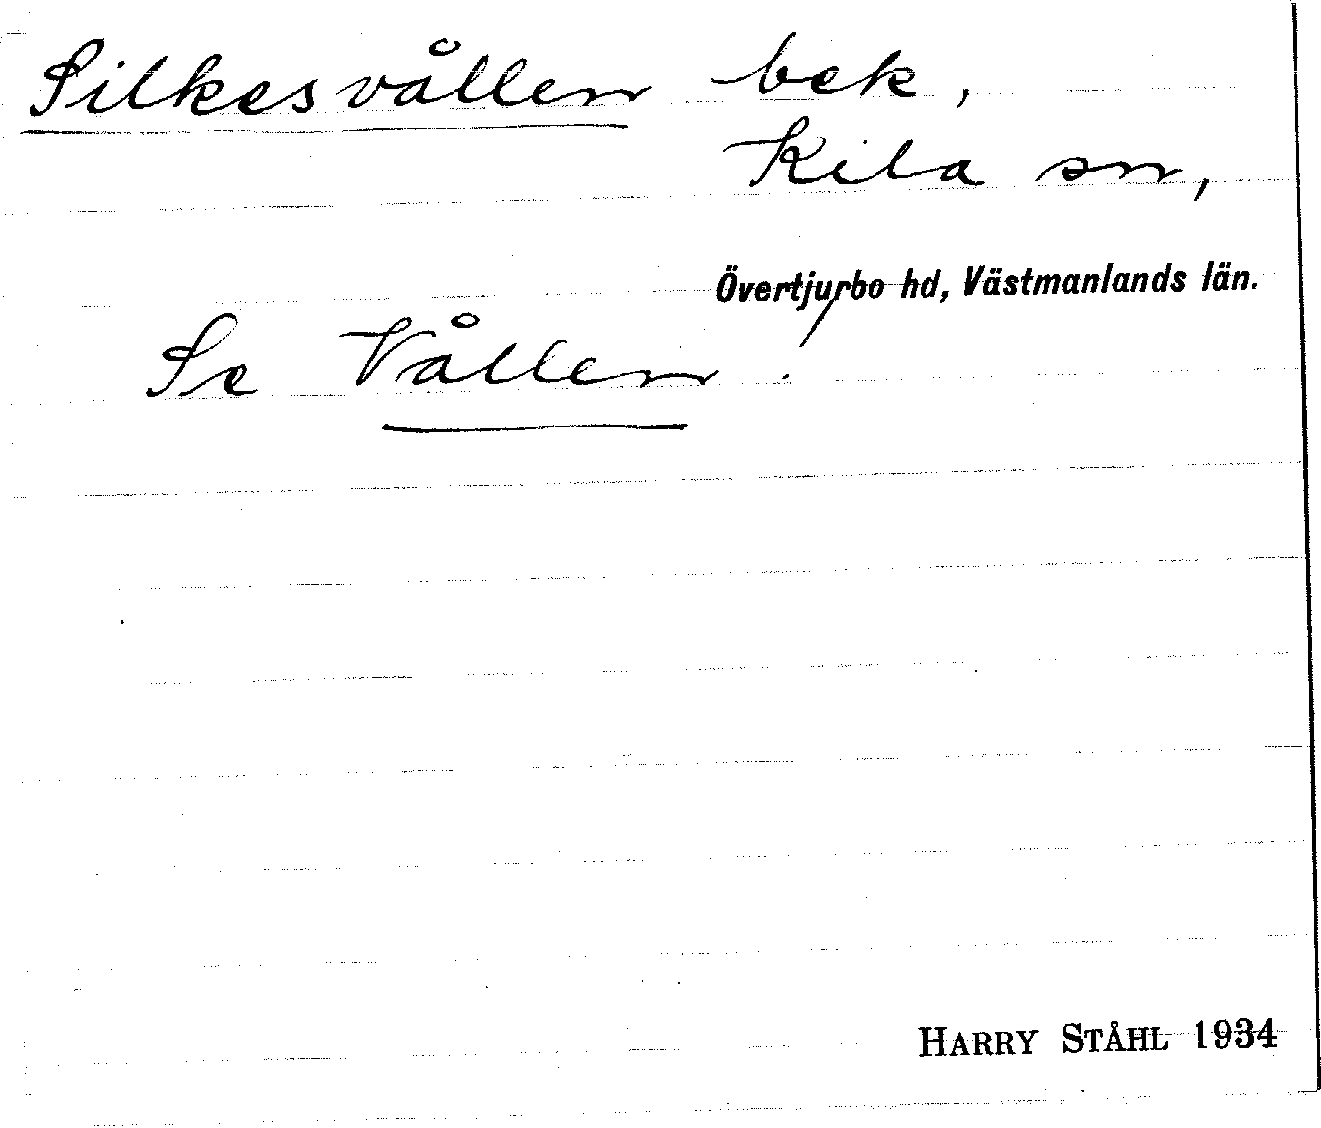 Silkesvållen bek,
Kila sn,
Övertjurbo hd, Västmanlands län.
Se Vållen.
HARRY STÅHL 1934